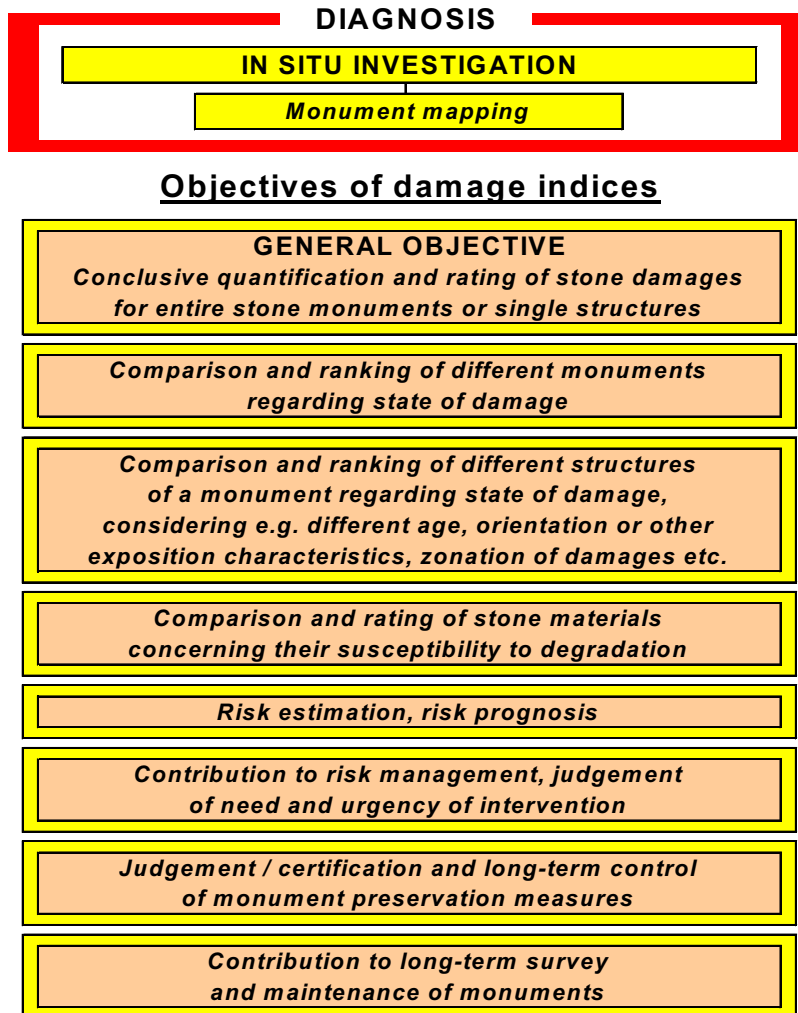 DIAGNOSIS
IN SITU INVESTIGATION
Monument mapping
Objectives of damage indices
GENERAL OBJECTIVE
Conclusive quantification and rating of stone damages
for entire stone monuments or single structures
Comparison and ranking of different monuments
regarding state of damage
Comparison and ranking of different structures
of a monument regarding state of damage,
considering e.g. different age, orientation or other
exposition characteristics, zonation of damages etc.
Comparison and rating of stone materials
concerning their susceptibility to degradation
Risk estimation, risk prognosis
Contribution to risk management, judgement
of need and urgency of intervention
Judgement / certification and long-term control
of monument preservation measures
Contribution to long-term survey
and maintenance of monuments